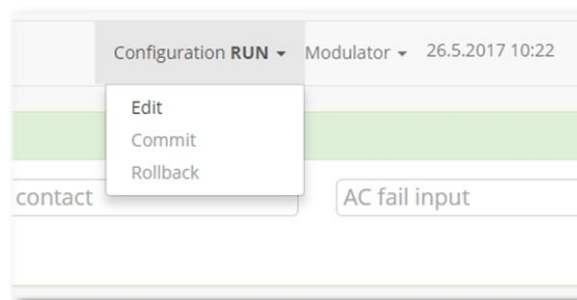 Configuration RUN Modulator 26.5.2017 10:22
Edit
Commit
Rollback
contact AC fail input